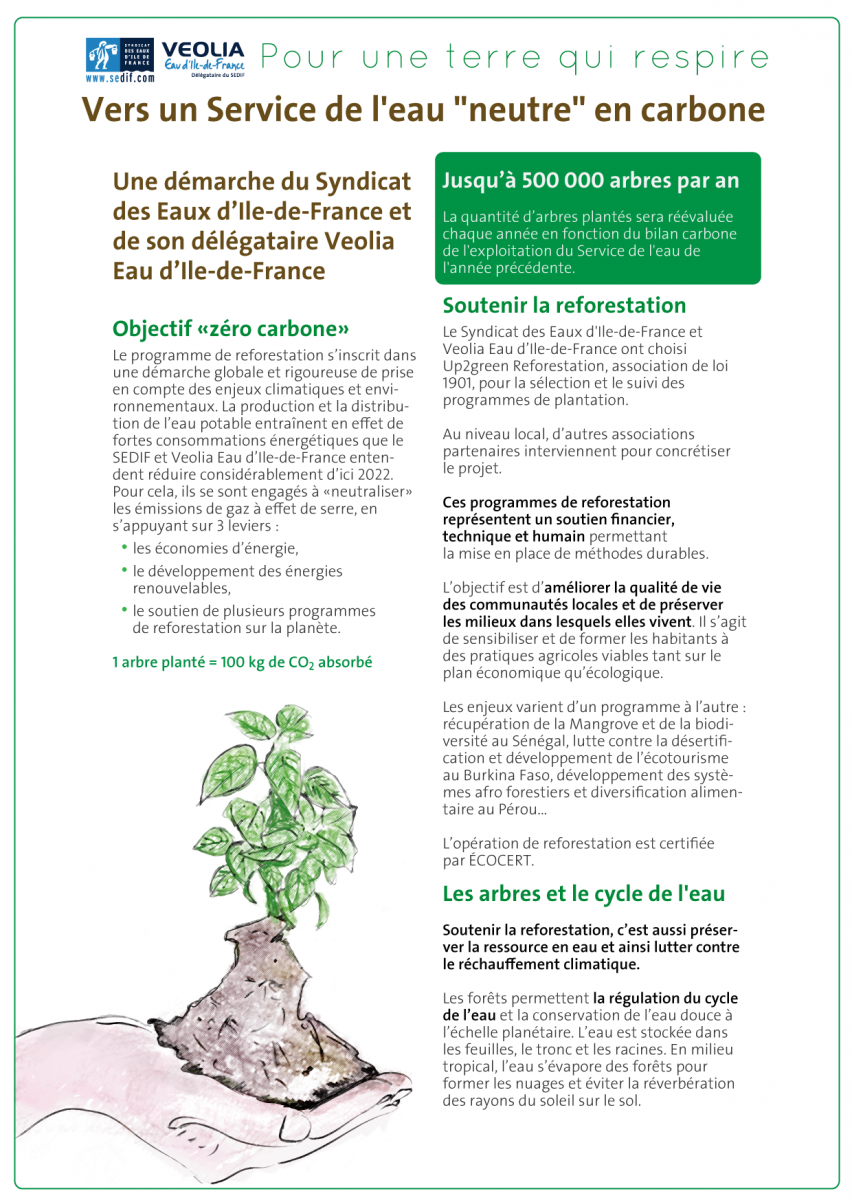 SYNDICAT
DES EAUX
D'ILE DE
FRANCE
www.sedif.com
VEOLIA
Eau d'Ile-de-France
Délégataire du SEDIF
Pour une terre qui respire
Vers un Service de l'eau "neutre" en carbone
Une démarche du Syndicat
des Eaux d’Ile-de-France et
de son délégataire Veolia
Eau d’Ile-de-France
Objectif «zéro carbone»
Le programme de reforestation s’inscrit dans
une démarche globale et rigoureuse de prise
en compte des enjeux climatiques et envi-
ronnementaux. La production et la distribu-
tion de l’eau potable entraînent en effet de
fortes consommations énergétiques que le
SEDIF et Veolia Eau d’Ile-de-France enten-
dent réduire considérablement d’ici 2022.
Pour cela, ils se sont engagés à «neutraliser»
les émissions de gaz à effet de serre, en
s’appuyant sur 3 leviers :
• les économies d’énergie,
• le développement des énergies
renouvelables,
• le soutien de plusieurs programmes
de reforestation sur la planète.
1 arbre planté = 100 kg de CO₂ absorbé
Jusqu’à 500 000 arbres par an
La quantité d’arbres plantés sera réévaluée
chaque année en fonction du bilan carbone
de l'exploitation du Service de l'eau de
l'année précédente.
Soutenir la reforestation
Le Syndicat des Eaux d'Ile-de-France et
Veolia Eau d’Ile-de-France ont choisi
Up2green Reforestation, association de loi
1901, pour la sélection et le suivi des
programmes de plantation.
Au niveau local, d’autres associations
partenaires interviennent pour concrétiser
le projet.
Ces programmes de reforestation
représentent un soutien financier,
technique et humain permettant
la mise en place de méthodes durables.
L’objectif est d’améliorer la qualité de vie
des communautés locales et de préserver
les milieux dans lesquels elles vivent. Il s’agit
de sensibiliser et de former les habitants à
des pratiques agricoles viables tant sur le
plan économique qu’écologique.
Les enjeux varient d’un programme à l’autre :
récupération de la Mangrove et de la biodi-
versité au Sénégal, lutte contre la désertifi-
cation et développement de l’écotourisme
au Burkina Faso, développement des systè-
mes afro forestiers et diversification alimen-
taire au Pérou...
L’opération de reforestation est certifiée
par ÉCOCERT.
Les arbres et le cycle de l'eau
Soutenir la reforestation, c’est aussi préser-
ver la ressource en eau et ainsi lutter contre
le réchauffement climatique.
Les forêts permettent la régulation du cycle
de l’eau et la conservation de l’eau douce à
l’échelle planétaire. L’eau est stockée dans
les feuilles, le tronc et les racines. En milieu
tropical, l’eau s’évapore des forêts pour
former les nuages et éviter la réverbération
des rayons du soleil sur le sol.